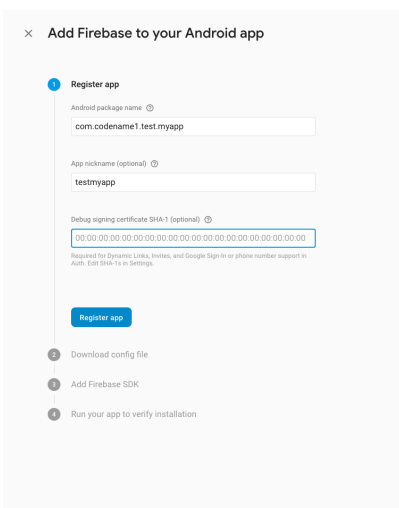 × Add Firebase to your Android app
1 Register app
Android package name ?
com.codename1.test.myapp
App nickname (optional) ?
testmyapp
Debug signing certificate SHA-1 (optional) ?
00:00:00:00:00:00:00:00:00:00:00:00:00:00:00:00:00:00:00:00
Required for Dynamic Links, Invites, and Google Sign-In or phone number support in
Auth. Edit SHA-1s in Settings.
Register app
2 Download config file
3 Add Firebase SDK
4 Run your app to verify installation